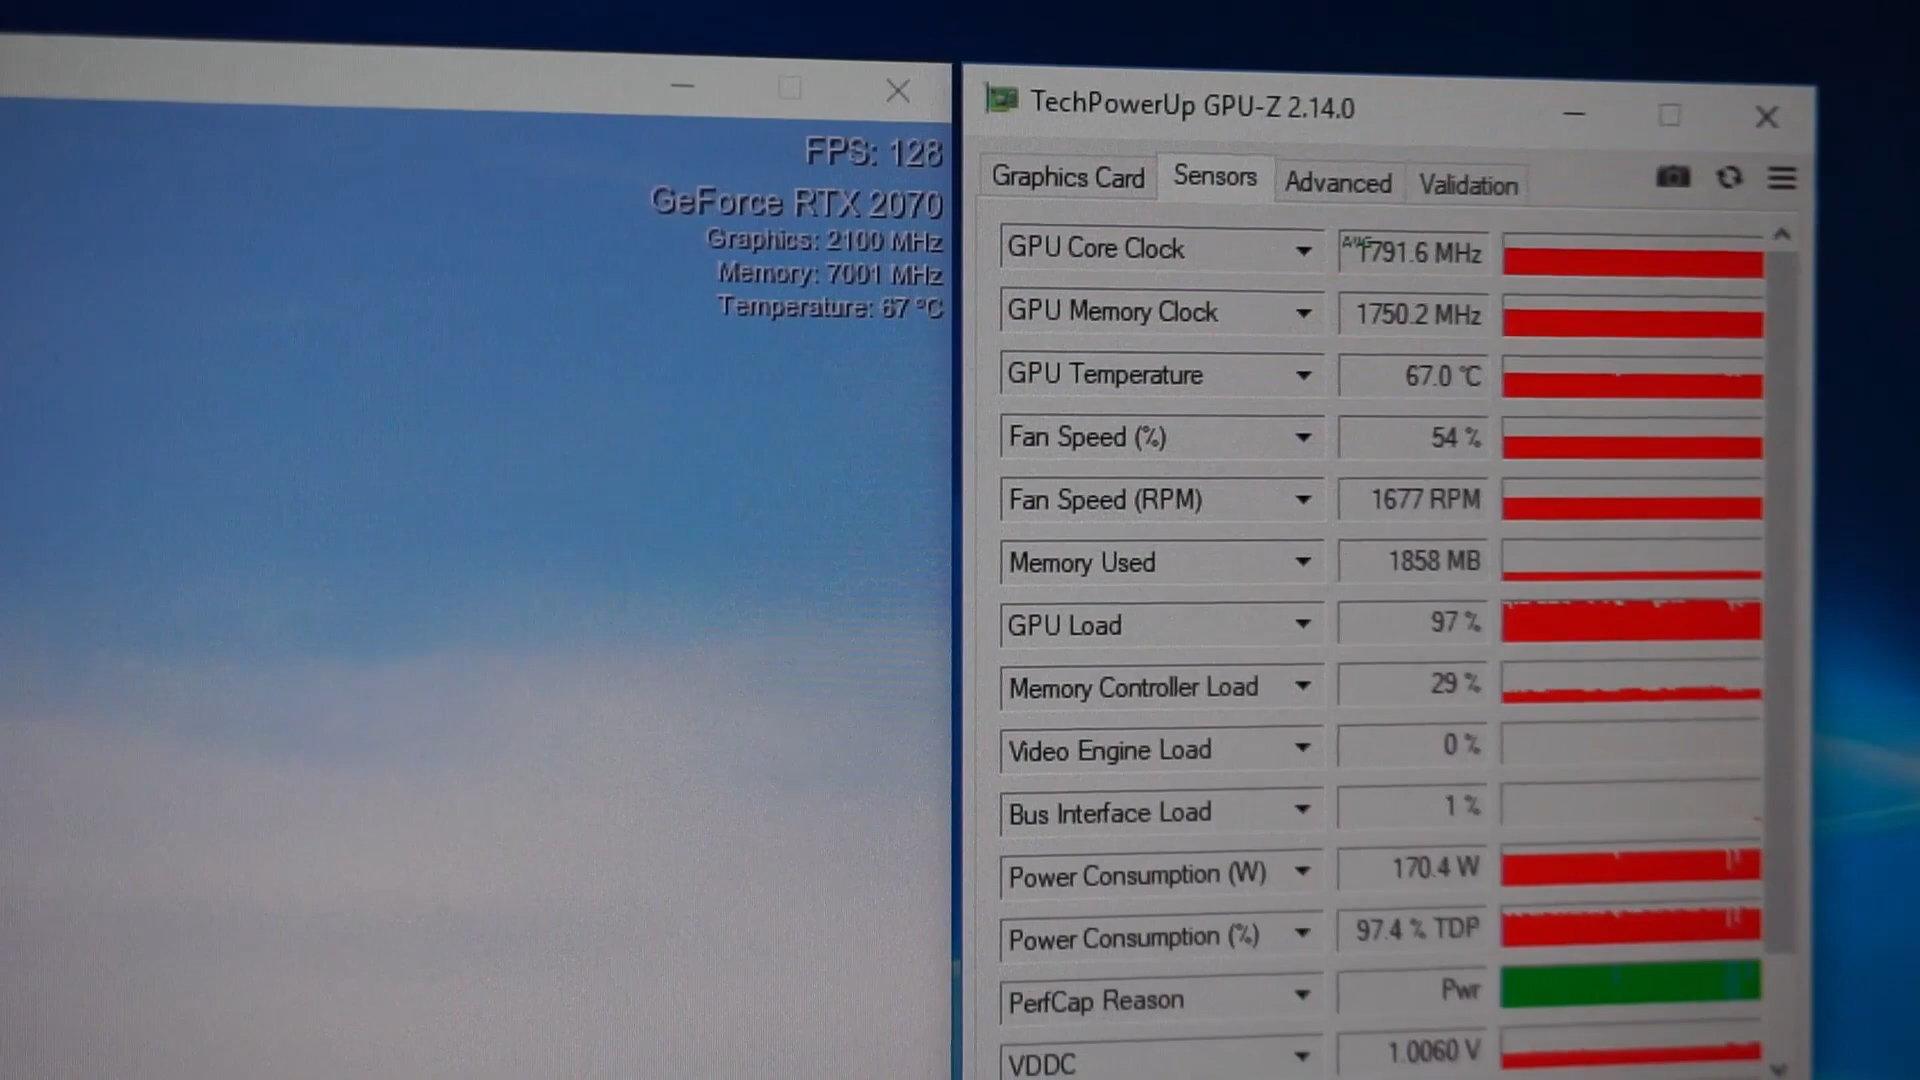 FPS: 128
GeForce RTX 2070
Graphics: 2100 MHz
Memory: 7001 MHz
Temperature: 67 °C
TechPowerUp GPU-Z 2.14.0
Graphics Card Sensors Advanced Validation
GPU Core Clock AVG 1791.6 MHz
GPU Memory Clock 1750.2 MHz
GPU Temperature 67.0 °C
Fan Speed (%) 54 %
Fan Speed (RPM) 1677 RPM
Memory Used 1858 MB
GPU Load 97 %
Memory Controller Load 29 %
Video Engine Load 0 %
Bus Interface Load 1 %
Power Consumption (W) 170.4 W
Power Consumption (%) 97.4 % TDP
PerfCap Reason Pwr
VDDC 1.0060 V